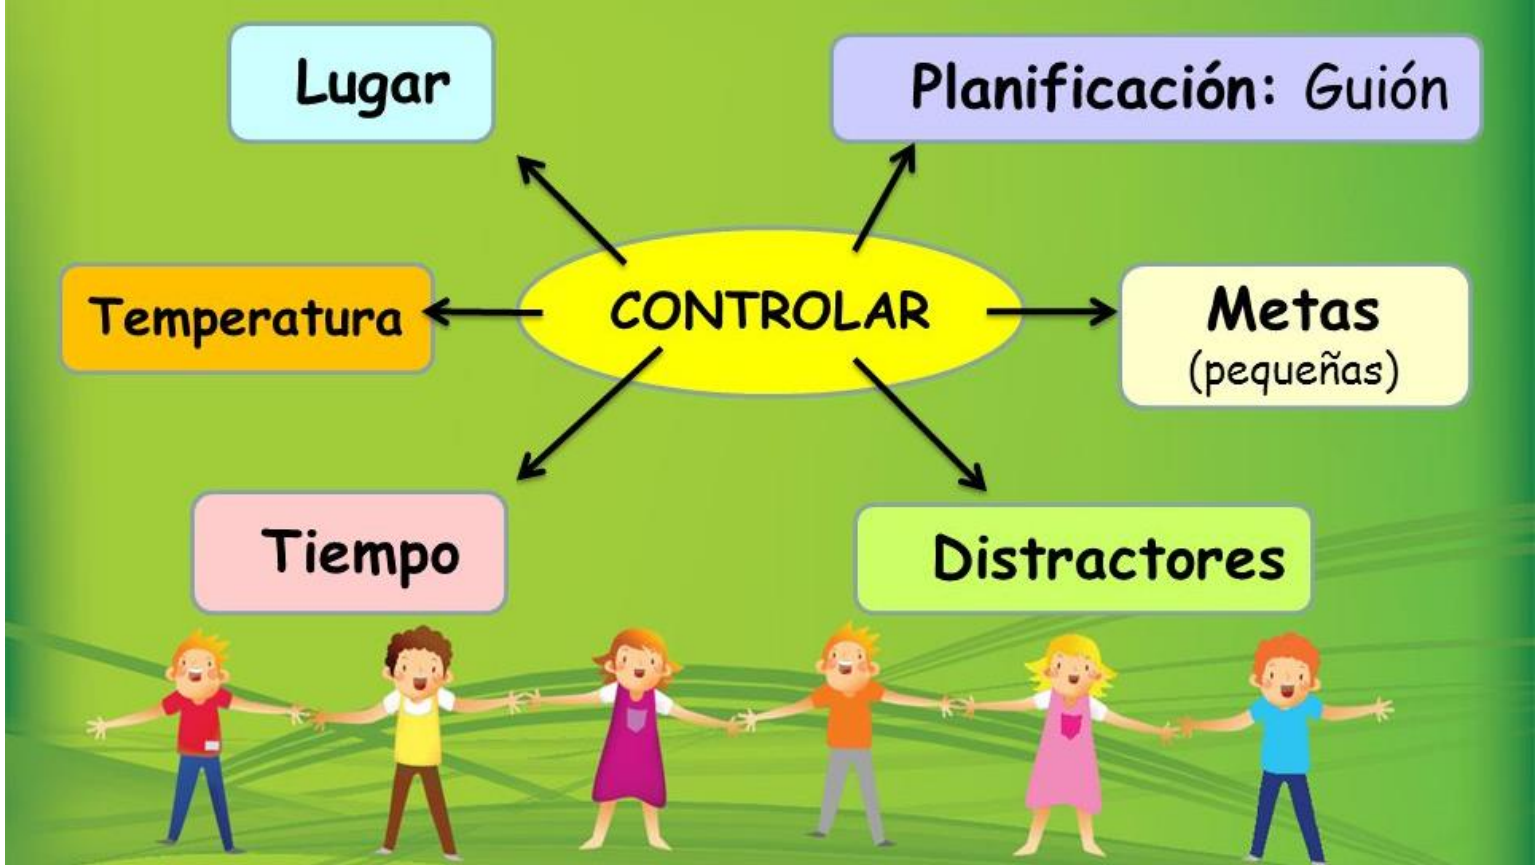 Lugar
Planificación: Guión
CONTROLAR
Temperatura
Metas
(pequeñas)
Tiempo
Distractores